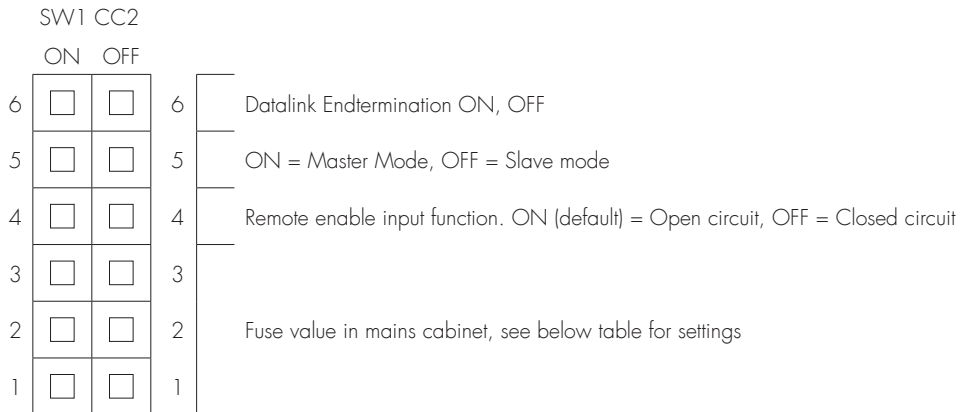 SW1 CC2
ON OFF
6 6 Datalink Endtermination ON, OFF
5 5 ON = Master Mode, OFF = Slave mode
4 4 Remote enable input function. ON (default) = Open circuit, OFF = Closed circuit
3 3
2 2 Fuse value in mains cabinet, see below table for settings
1 1